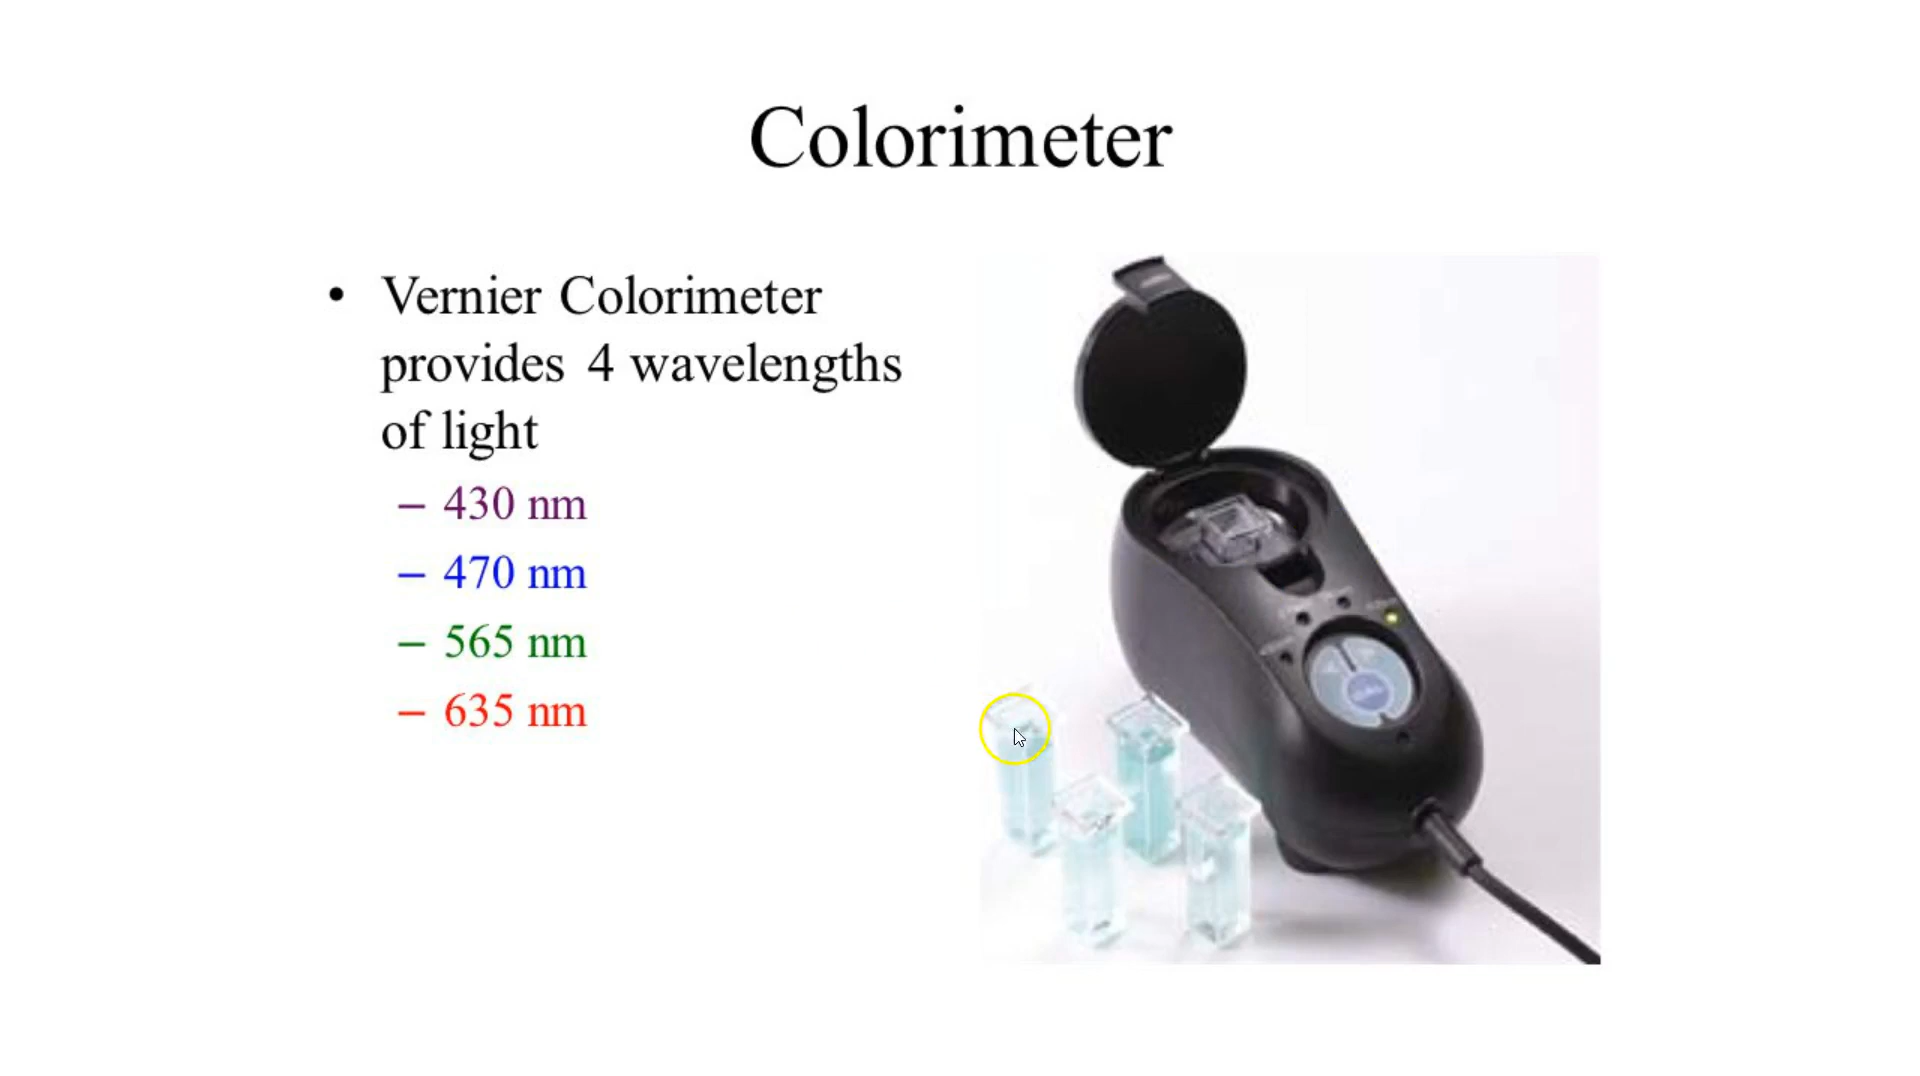 Colorimeter
• Vernier Colorimeter
provides 4 wavelengths
of light
– 430 nm
– 470 nm
– 565 nm
– 635 nm